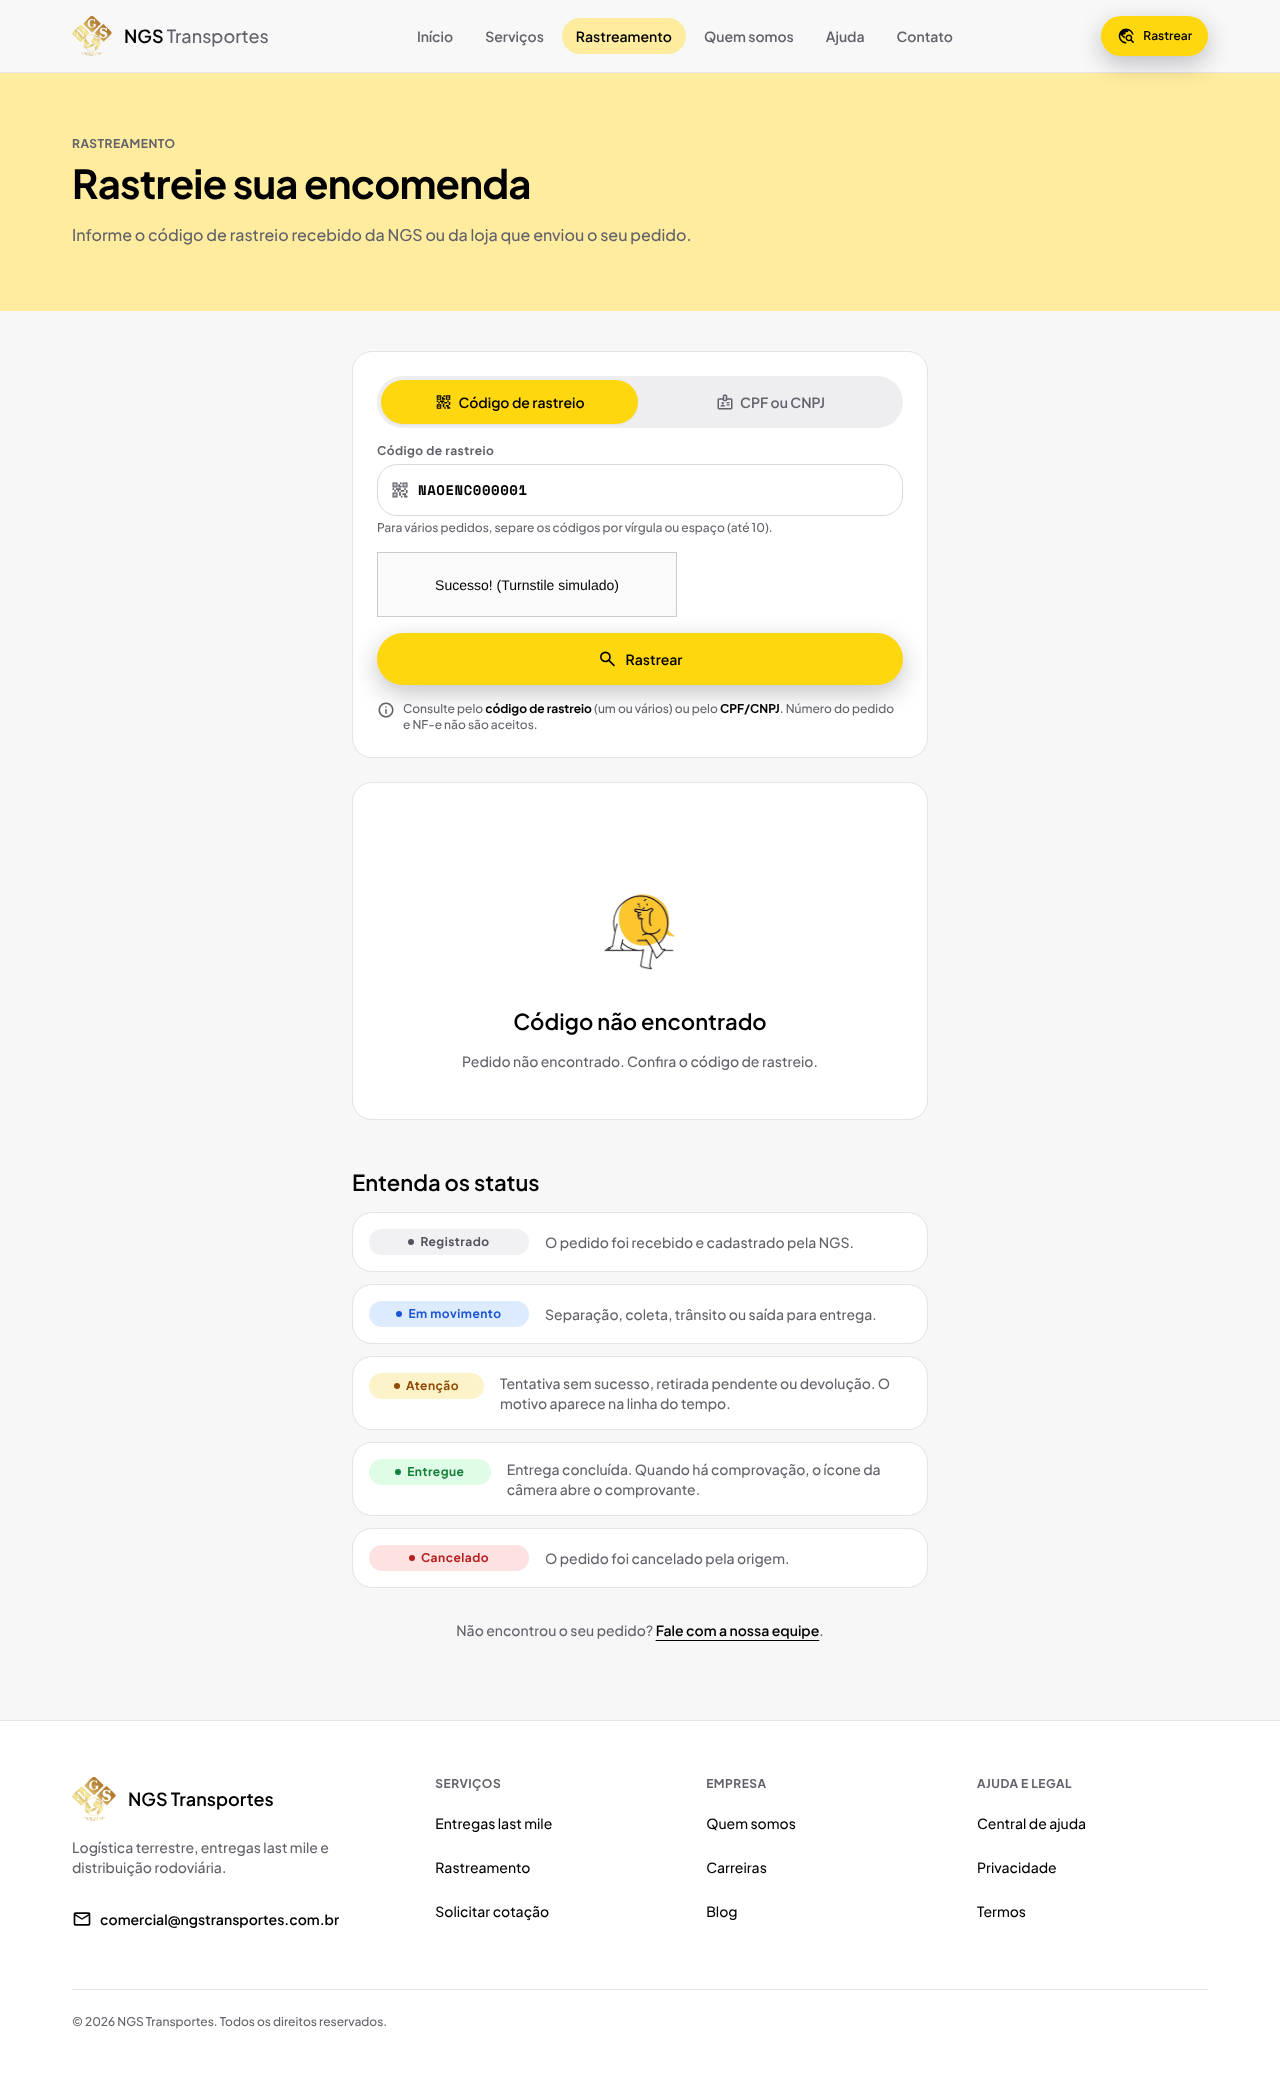 NGS Transportes
Início
Serviços
Rastreamento
Quem somos
Ajuda
Contato
Rastrear
RASTREAMENTO
Rastreie sua encomenda
Informe o código de rastreio recebido da NGS ou da loja que enviou o seu pedido.
Código de rastreio
CPF ou CNPJ
Código de rastreio
NAOENC000001
Para vários pedidos, separe os códigos por vírgula ou espaço (até 10).
Sucesso! (Turnstile simulado)
Rastrear
Consulte pelo código de rastreio (um ou vários) ou pelo CPF/CNPJ. Número do pedido
e NF-e não são aceitos.
Código não encontrado
Pedido não encontrado. Confira o código de rastreio.
Entenda os status
Registrado
O pedido foi recebido e cadastrado pela NGS.
Em movimento
Separação, coleta, trânsito ou saída para entrega.
Atenção
Tentativa sem sucesso, retirada pendente ou devolução. O
motivo aparece na linha do tempo.
Entregue
Entrega concluída. Quando há comprovação, o ícone da
câmera abre o comprovante.
Cancelado
O pedido foi cancelado pela origem.
Não encontrou o seu pedido? Fale com a nossa equipe.
NGS Transportes
Logística terrestre, entregas last mile e
distribuição rodoviária.
comercial@ngstransportes.com.br
SERVIÇOS
Entregas last mile
Rastreamento
Solicitar cotação
EMPRESA
Quem somos
Carreiras
Blog
AJUDA E LEGAL
Central de ajuda
Privacidade
Termos
© 2026 NGS Transportes. Todos os direitos reservados.